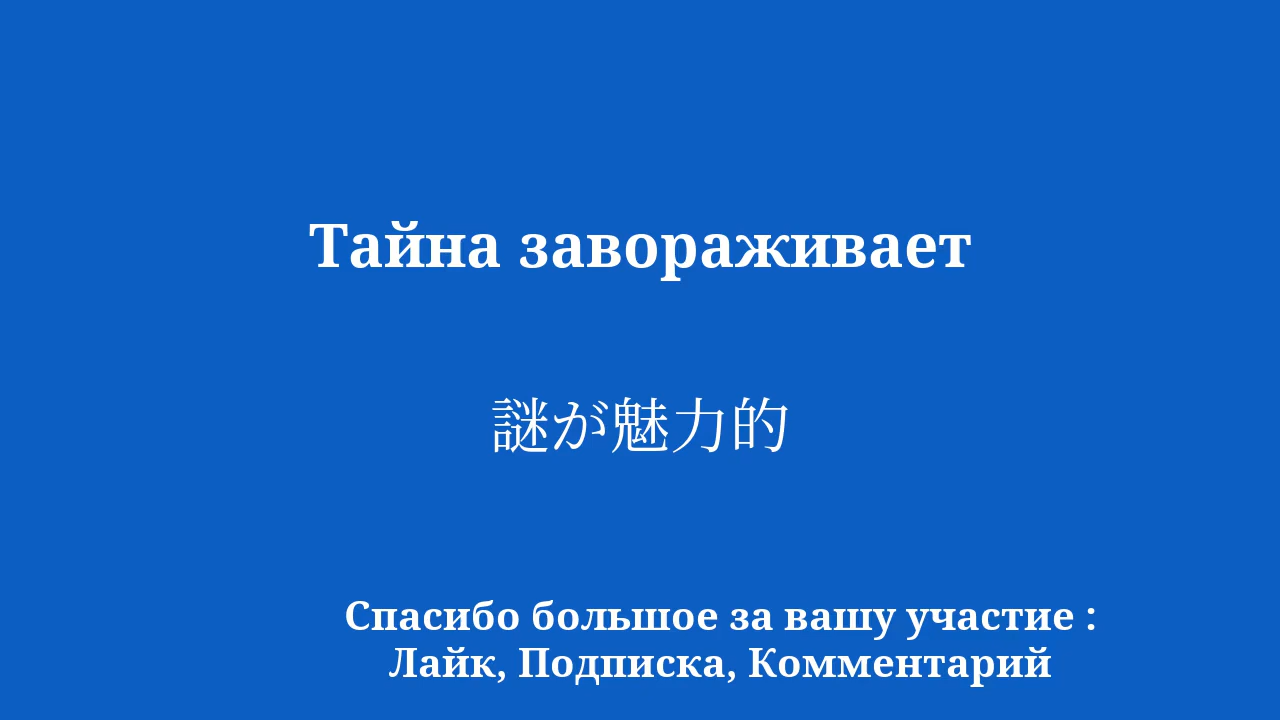 Тайна завораживает
謎が魅力的
Спасибо большое за вашу участие :
Лайк, Подписка, Комментарий